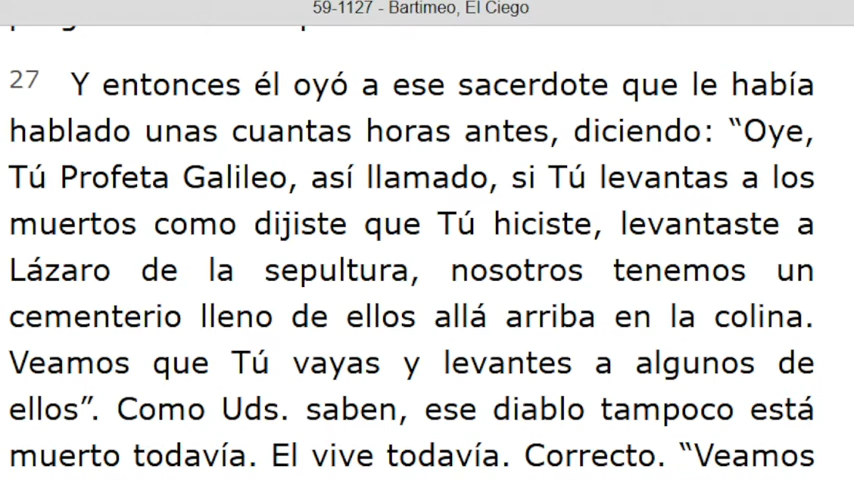 59-1127 - Bartimeo, El Ciego
27 Y entonces él oyó a ese sacerdote que le había
hablado unas cuantas horas antes, diciendo: “Oye,
Tú Profeta Galileo, así llamado, si Tú levantas a los
muertos como dijiste que Tú hiciste, levantaste a
Lázaro de la sepultura, nosotros tenemos un
cementerio lleno de ellos allá arriba en la colina.
Veamos que Tú vayas y levantes a algunos de
ellos”. Como Uds. saben, ese diablo tampoco está
muerto todavía. El vive todavía. Correcto. “Veamos